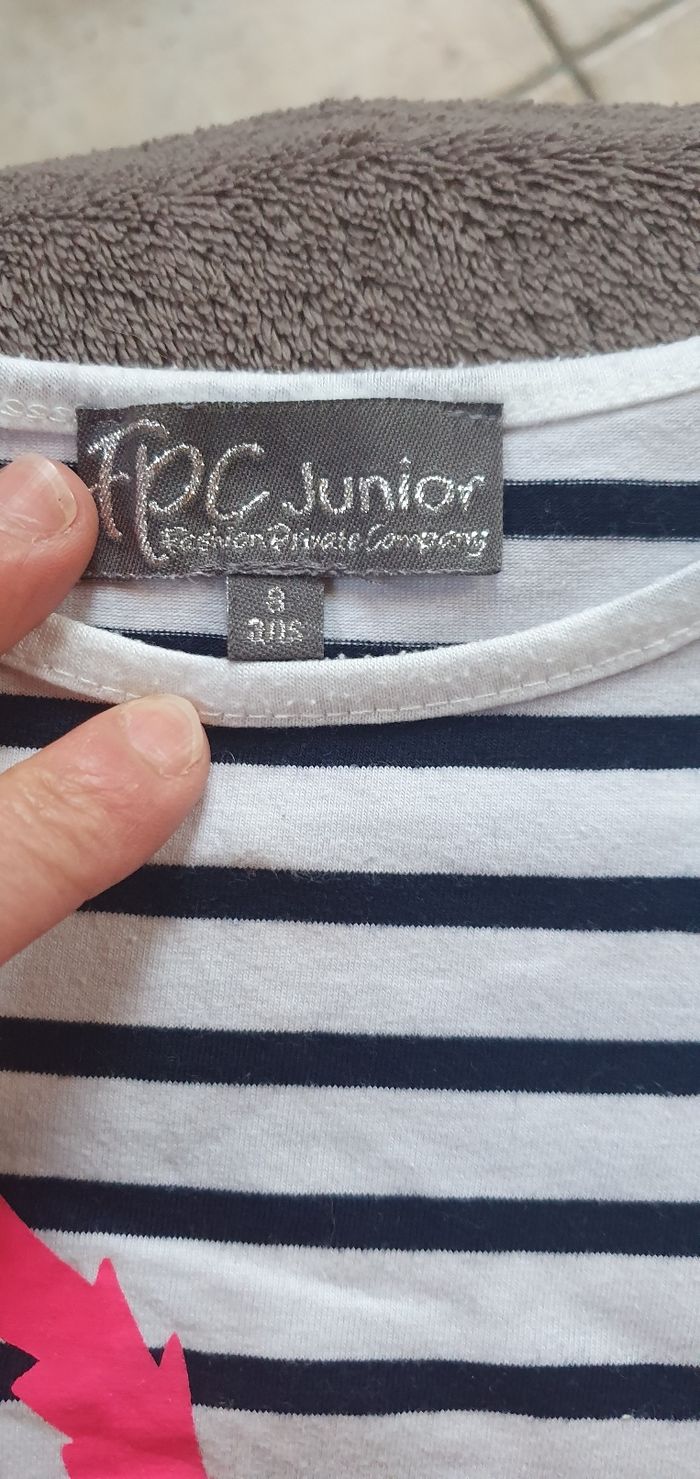 FPC Junior
Fashion Private Company
8
ans